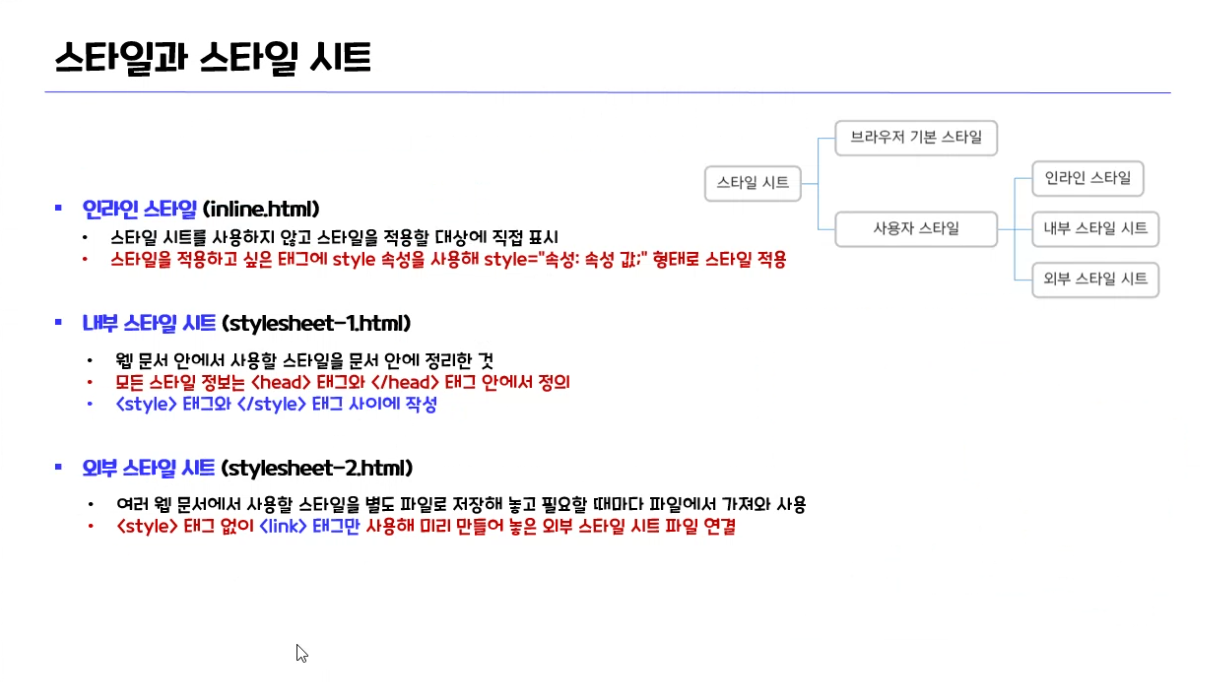 스타일과 스타일 시트
브라우저 기본 스타일
스타일 시트
인라인 스타일
사용자 스타일
내부 스타일 시트
외부 스타일 시트
▪ 인라인 스타일 (inline.html)
• 스타일 시트를 사용하지 않고 스타일을 적용할 대상에 직접 표시
• 스타일을 적용하고 싶은 태그에 style 속성을 사용해 style="속성: 속성 값;" 형태로 스타일 적용
▪ 내부 스타일 시트 (stylesheet-1.html)
• 웹 문서 안에서 사용할 스타일을 문서 안에 정리한 것
• 모든 스타일 정보는 <head> 태그와 </head> 태그 안에서 정의
• <style> 태그와 </style> 태그 사이에 작성
▪ 외부 스타일 시트 (stylesheet-2.html)
• 여러 웹 문서에서 사용할 스타일을 별도 파일로 저장해 놓고 필요할 때마다 파일에서 가져와 사용
• <style> 태그 없이 <link> 태그만 사용해 미리 만들어 놓은 외부 스타일 시트 파일 연결